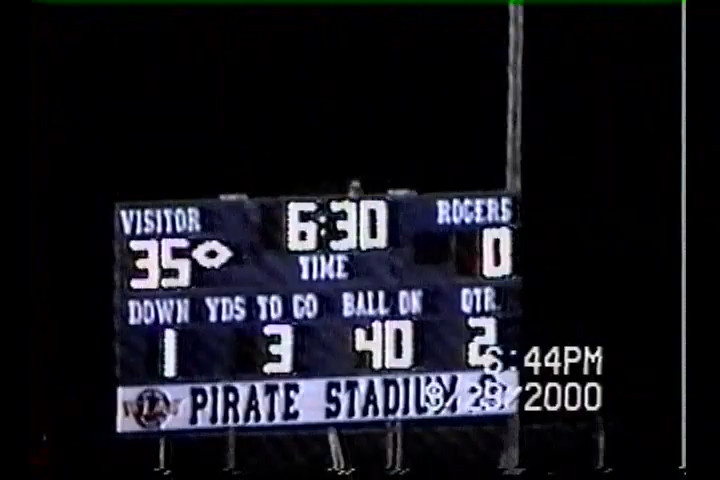 VISITOR 6:30 ROGERS
35 TIME 0
DOWN YDS TO GO BALL ON QTR.
1 3 40 2
PIRATE STADIUM
6:44PM
9/29/2000